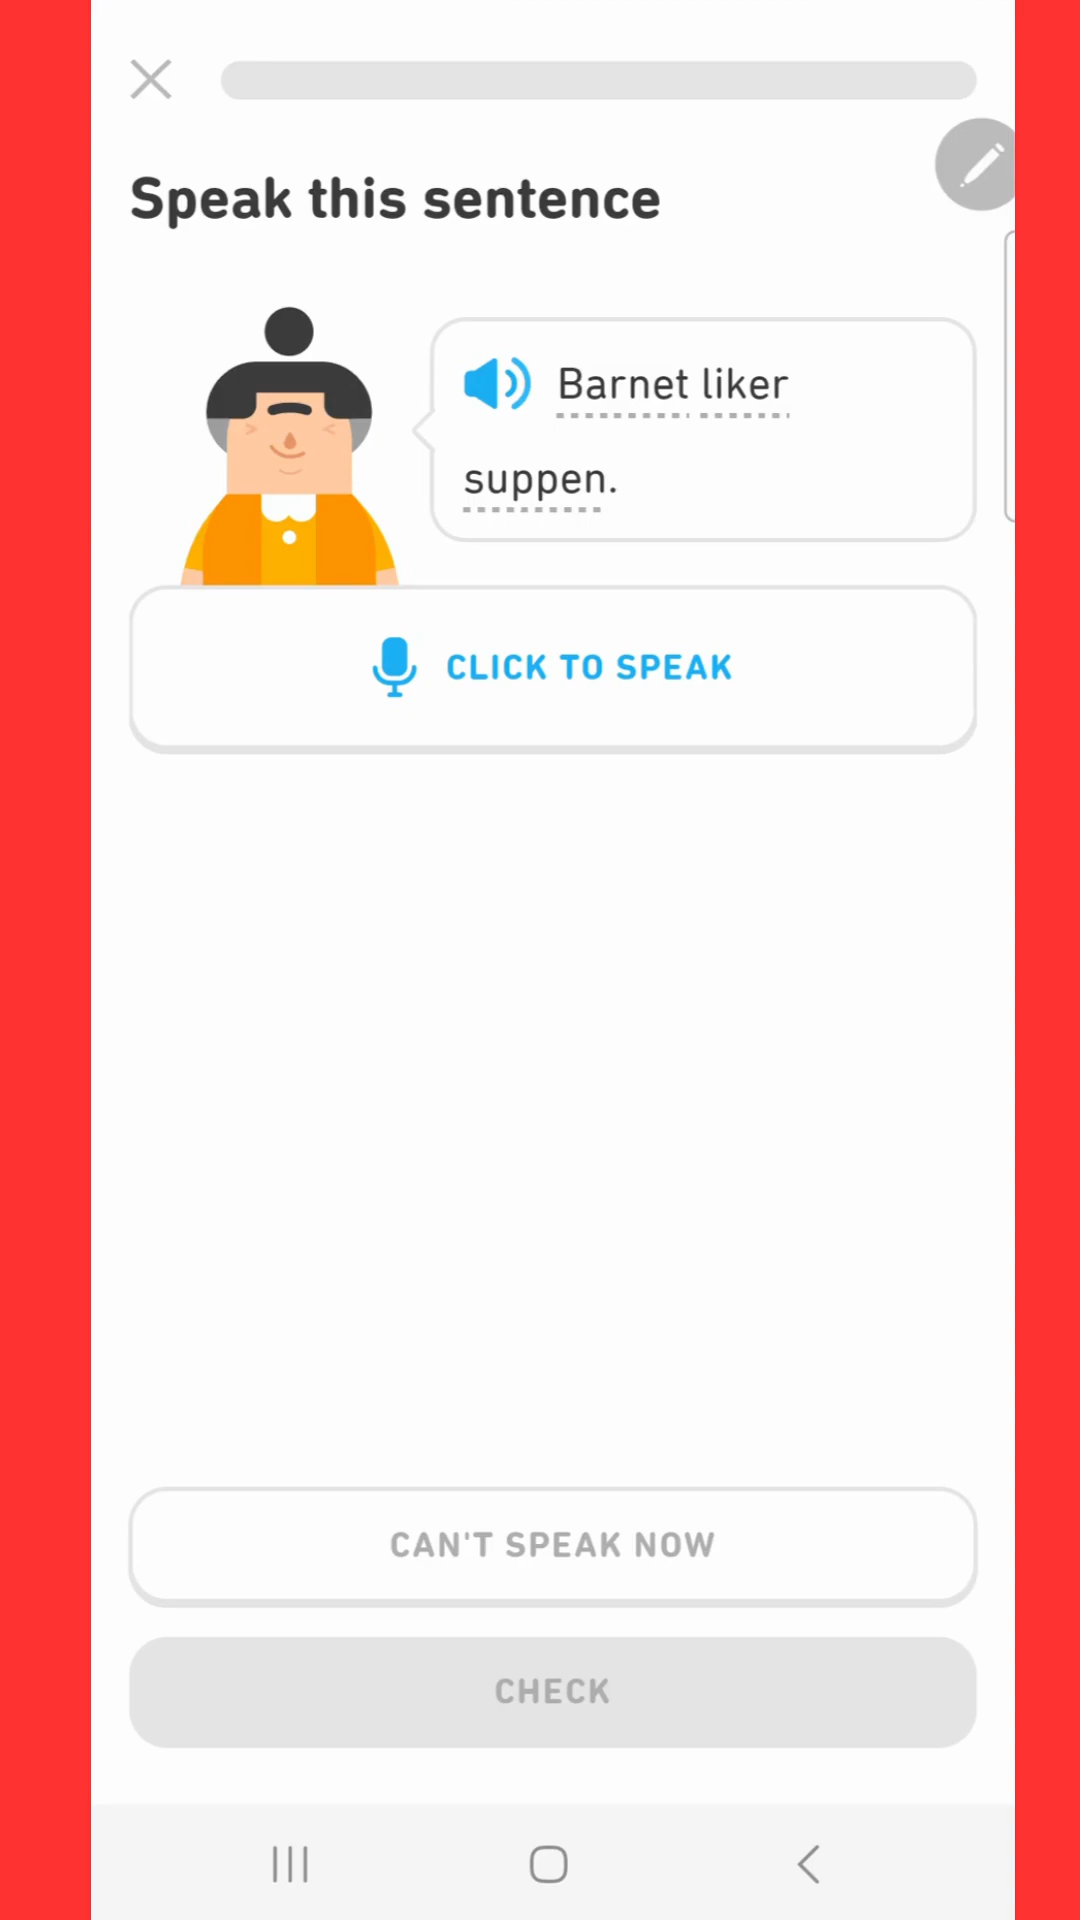 Speak this sentence
Barnet liker
suppen.
CLICK TO SPEAK
CAN'T SPEAK NOW
CHECK